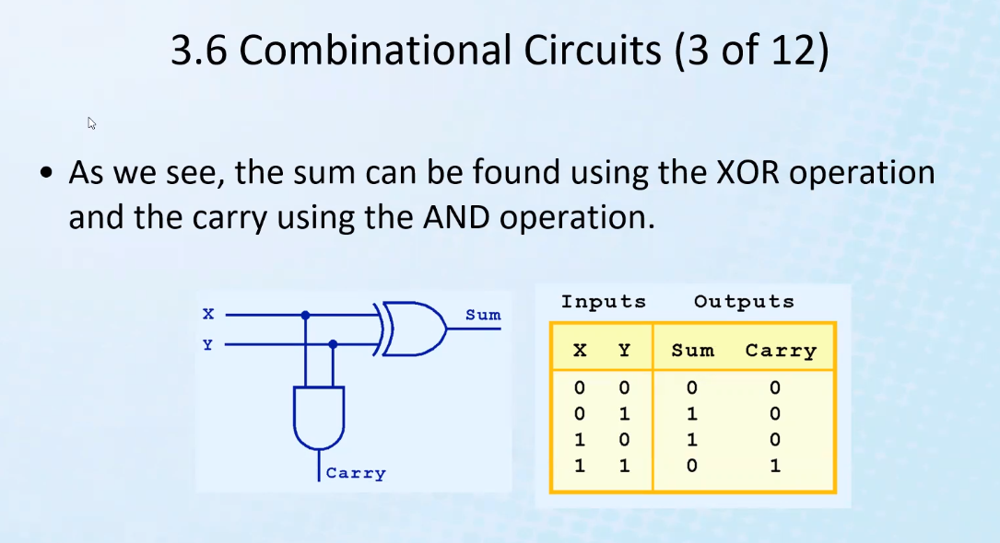 3.6 Combinational Circuits (3 of 12)
• As we see, the sum can be found using the XOR operation
and the carry using the AND operation.
X
Y
Sum
Carry
Inputs Outputs
X Y Sum Carry
0 0 0 0
0 1 1 0
1 0 1 0
1 1 0 1